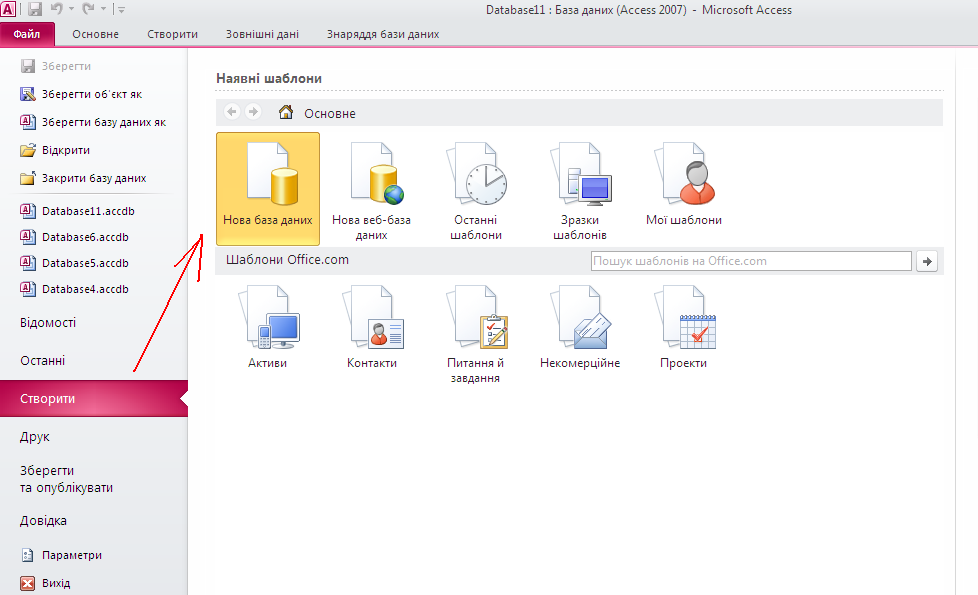 Database11 : База даних (Access 2007) - Microsoft Access
Файл Основне Створити Зовнішні дані Знаряддя бази даних
Зберегти
Зберегти об'єкт як
Зберегти базу даних як
Відкрити
Закрити базу даних
Database11.accdb
Database6.accdb
Database5.accdb
Database4.accdb
Відомості
Останні
Створити
Друк
Зберегти
та опублікувати
Довідка
Параметри
Вихід
Наявні шаблони
Основне
Нова база даних
Нова веб-база
даних
Останні
шаблони
Зразки
шаблонів
Мої шаблони
Шаблони Office.com
Пошук шаблонів на Office.com
Активи
Контакти
Питання й
завдання
Некомерційне
Проекти